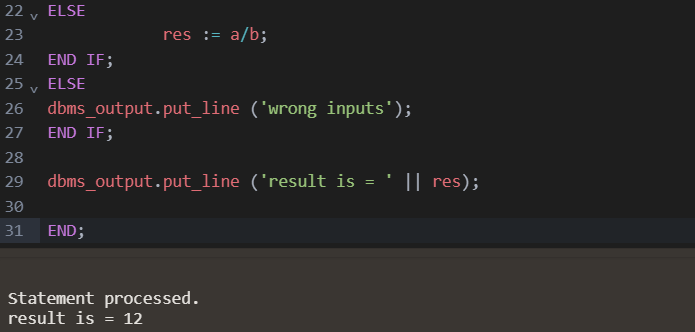 22 ELSE
23 res := a/b;
24 END IF;
25 ELSE
26 dbms_output.put_line ('wrong inputs');
27 END IF;
28
29 dbms_output.put_line ('result is = ' || res);
30
31 END;
Statement processed.
result is = 12